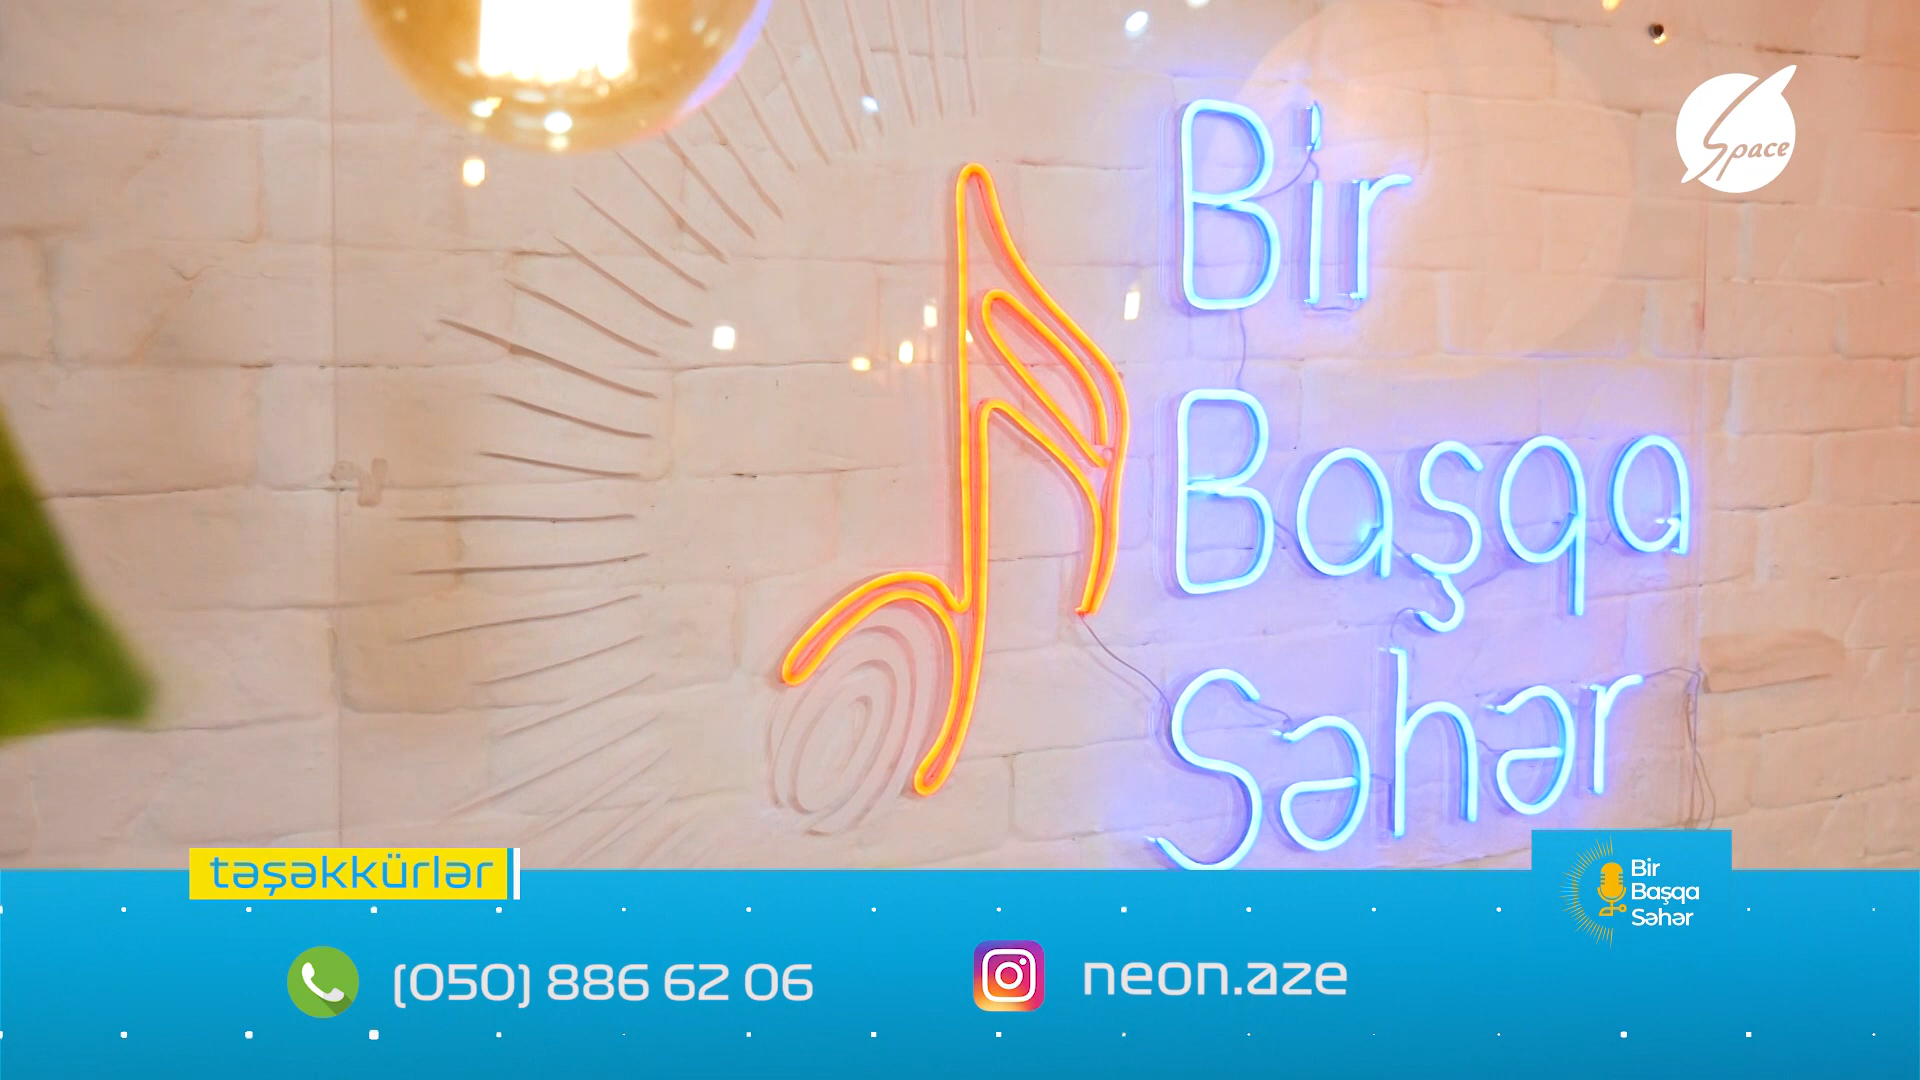 Space
Bir
Başqa
Səhər
təşəkkürlər
Bir
Başqa
Səhər
(050) 886 62 06
neon.aze